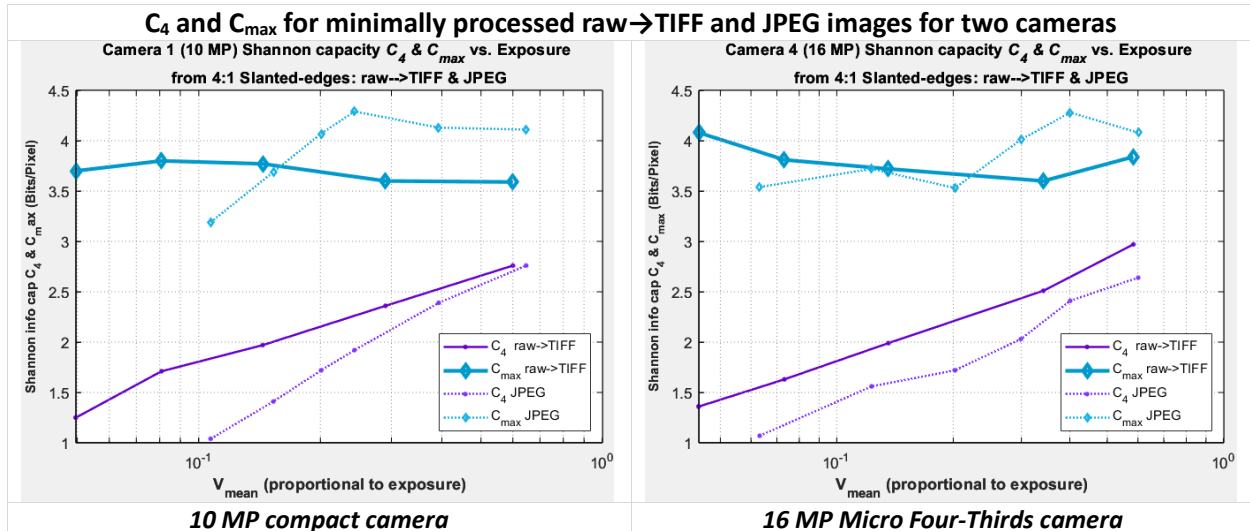 C4 and Cmax for minimally processed raw→TIFF and JPEG images for two cameras
Camera 1 (10 MP) Shannon capacity C4 & Cmax vs. Exposure
from 4:1 Slanted-edges: raw-->TIFF & JPEG
Shannon info cap C4 & Cmax (Bits/Pixel)
4.5
4
3.5
3
2.5
2
1.5
1
C4 raw->TIFF
Cmax raw->TIFF
C4 JPEG
Cmax JPEG
10-1
100
Vmean (proportional to exposure)
10 MP compact camera
Camera 4 (16 MP) Shannon capacity C4 & Cmax vs. Exposure
from 4:1 Slanted-edges: raw-->TIFF & JPEG
Shannon info cap C4 & Cmax (Bits/Pixel)
4.5
4
3.5
3
2.5
2
1.5
1
C4 raw->TIFF
Cmax raw->TIFF
C4 JPEG
Cmax JPEG
10-1
100
Vmean (proportional to exposure)
16 MP Micro Four-Thirds camera